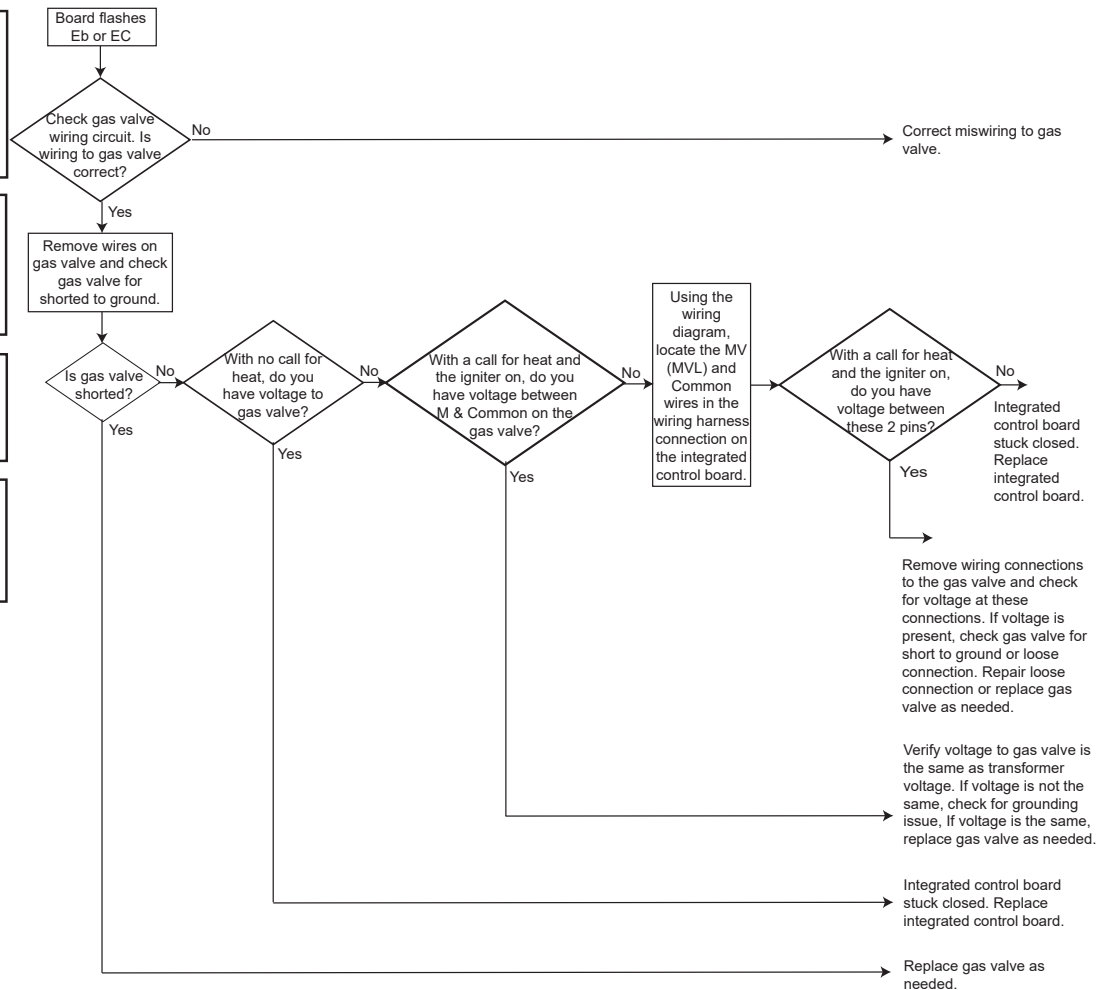 Board flashes
Eb or EC
Check gas valve
wiring circuit. Is
wiring to gas valve
correct?
No
Correct miswiring to gas
valve.
Yes
Remove wires on
gas valve and check
gas valve for
shorted to ground.
Is gas valve
shorted?
No
Yes
With no call for
heat, do you
have voltage to
gas valve?
No
Yes
With a call for heat and
the igniter on, do you
have voltage between
M & Common on the
gas valve?
No
Yes
Using the
wiring
diagram,
locate the MV
(MVL) and
Common
wires in the
wiring harness
connection on
the integrated
control board.
With a call for heat
and the igniter on,
do you have
voltage between
these 2 pins?
No
Integrated
control board
stuck closed.
Replace
integrated
control board.
Yes
Remove wiring connections
to the gas valve and check
for voltage at these
connections. If voltage is
present, check gas valve for
short to ground or loose
connection. Repair loose
connection or replace gas
valve as needed.
Verify voltage to gas valve is
the same as transformer
voltage. If voltage is not the
same, check for grounding
issue, If voltage is the same,
replace gas valve as needed.
Integrated control board
stuck closed. Replace
integrated control board.
Replace gas valve as
needed.